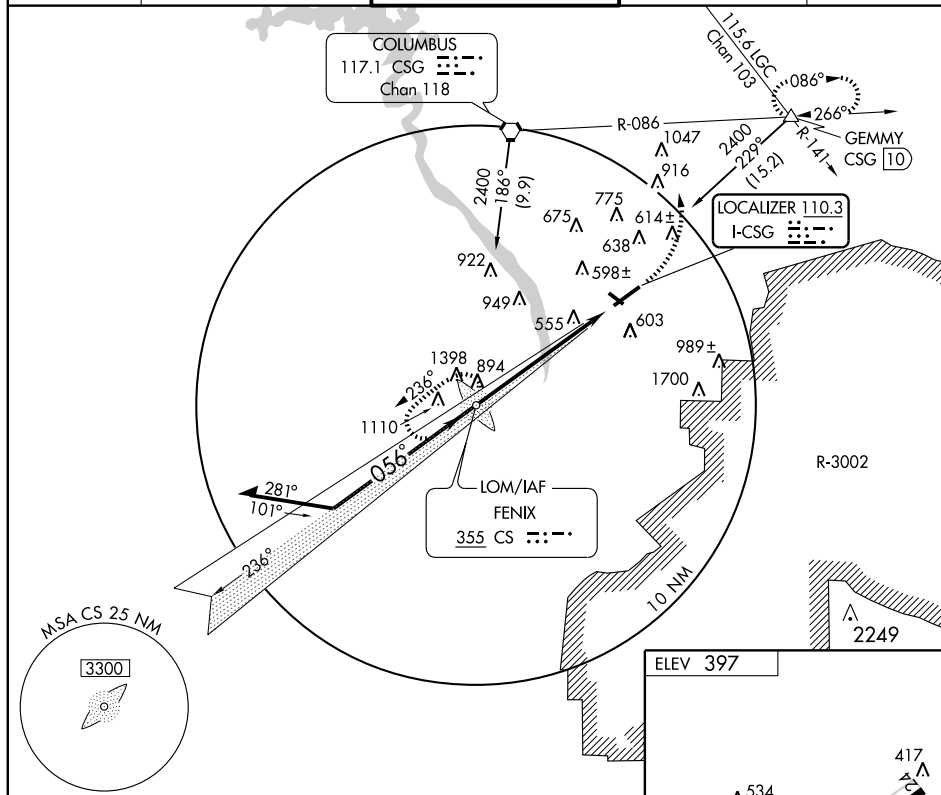 COLUMBUS
117.1 CSG
Chan 118
115.6 LGC
Chan 103
086°
266°
R-086
R-141
GEMMY
CSG 10
2400
229°
(15.2)
2400
186°
(9.9)
1047
916
775
675
614±
638
LOCALIZER 110.3
I-CSG
922
598±
949
555
603
989±
1398
894
1700
236°
1110
056°
R-3002
LOM/IAF
FENIX
355 CS
281°
101°
236°
10 NM
MSA CS 25 NM
3300
2249
ELEV 397
417
24
534